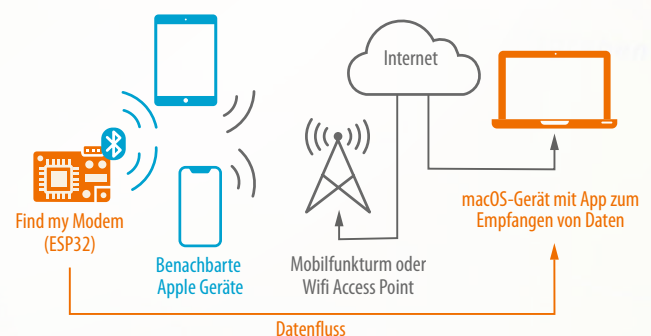 Internet
Find my Modem
(ESP32)
Benachbarte
Apple Geräte
Mobilfunkturm oder
Wifi Access Point
macOS-Gerät mit App zum
Empfangen von Daten
Datenfluss